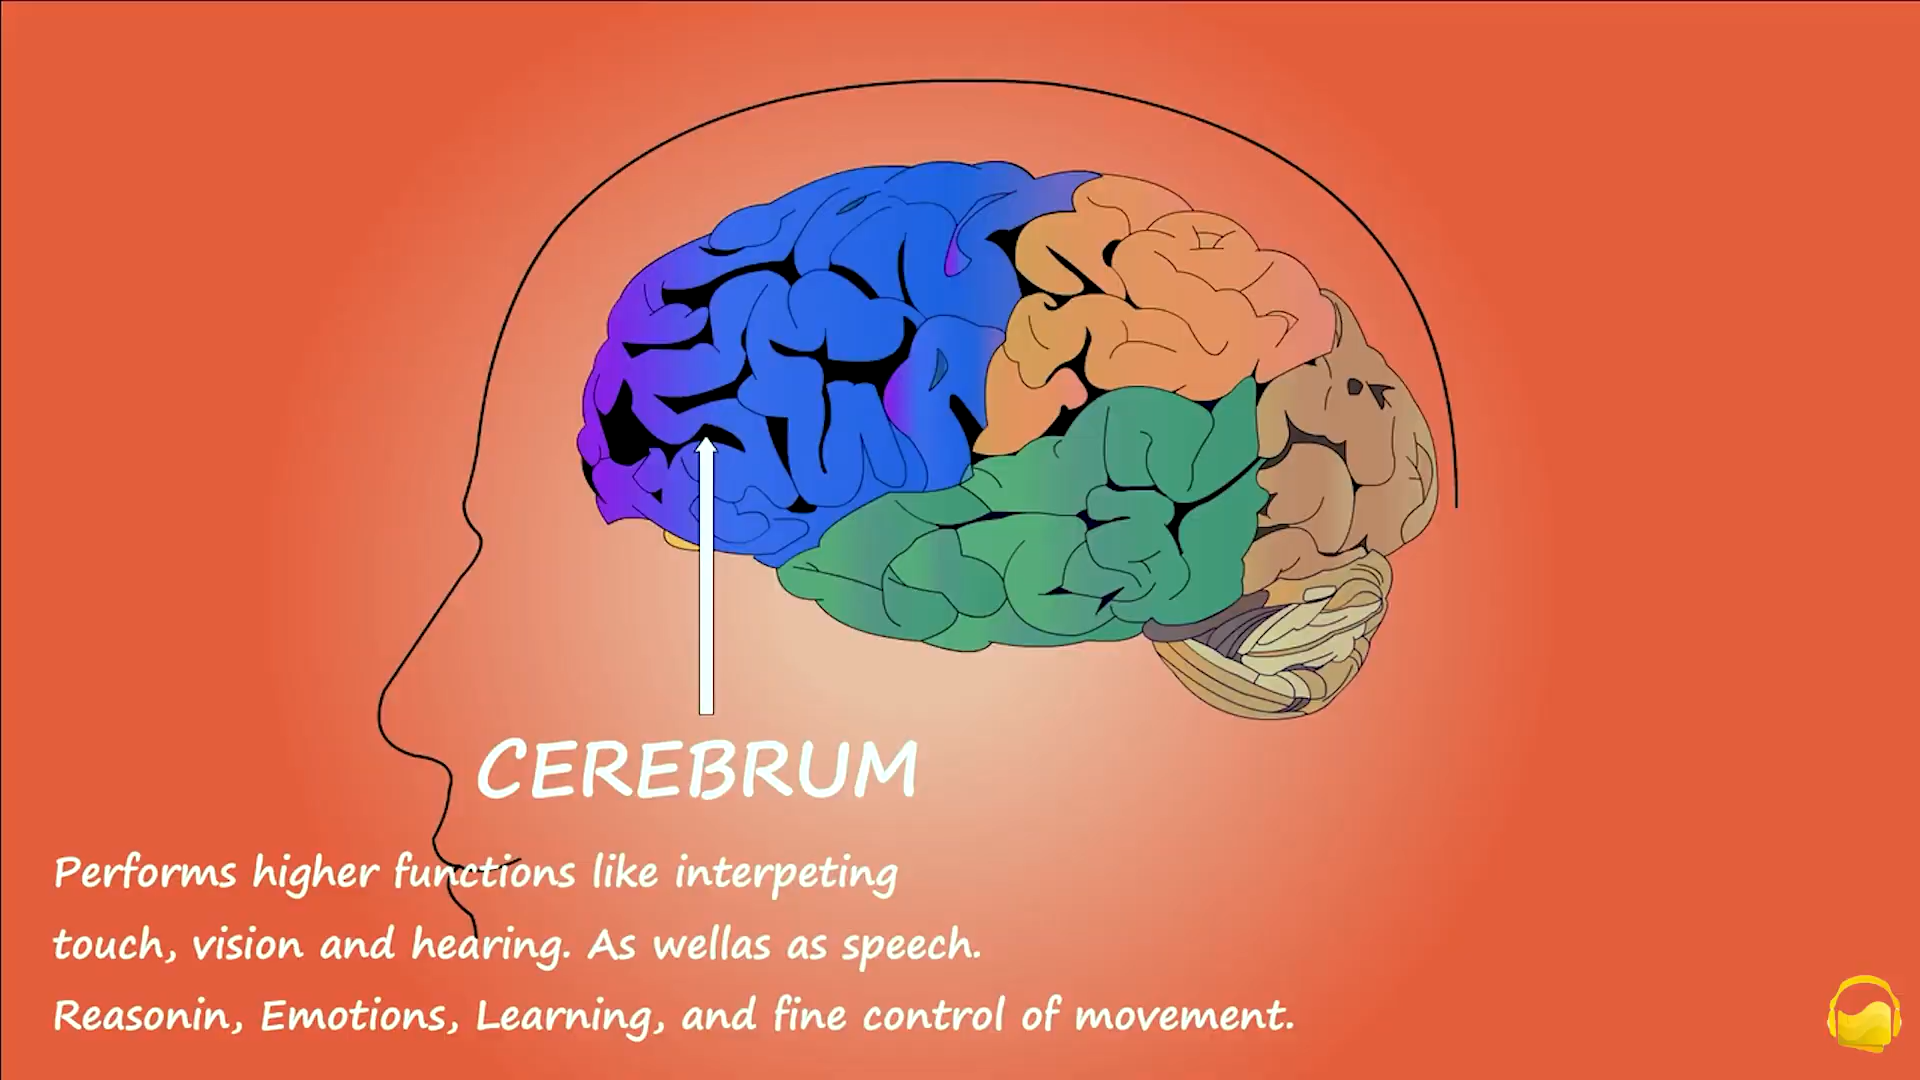 CEREBRUM
Performs higher functions like interpeting
touch, vision and hearing. As wellas as speech.
Reasonin, Emotions, Learning, and fine control of movement.